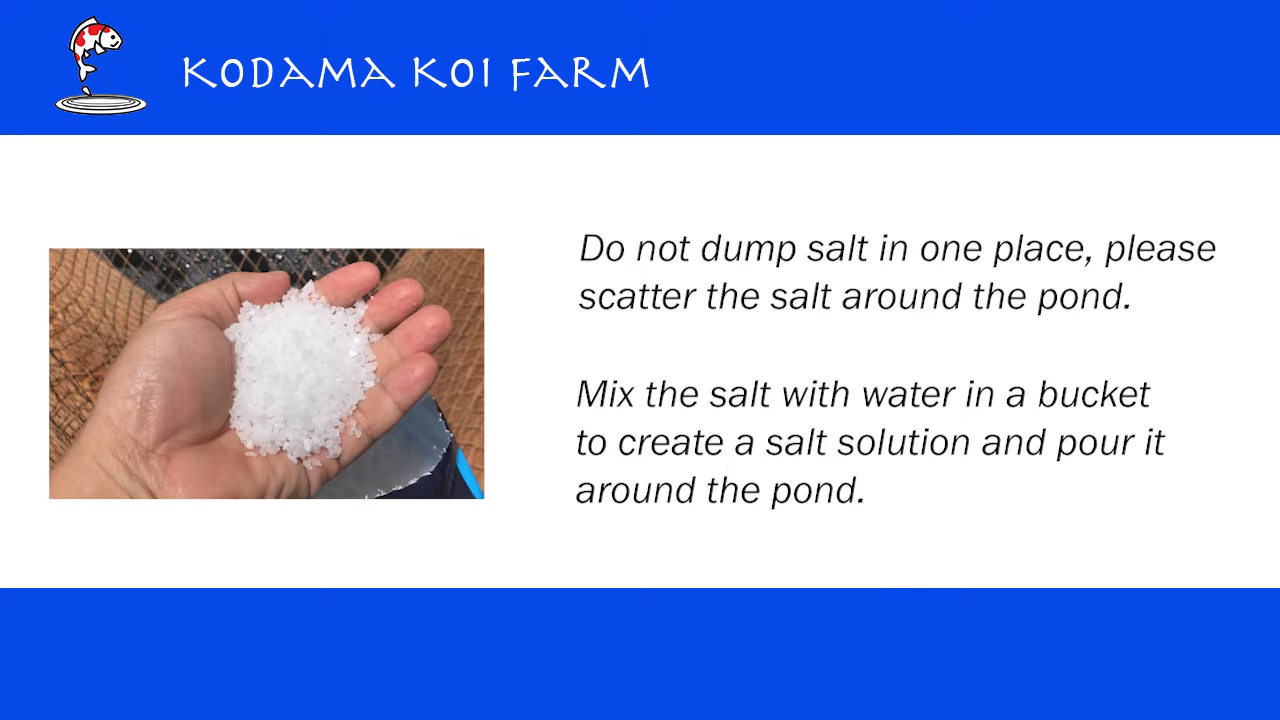 KODAMA KOI FARM
Do not dump salt in one place, please
scatter the salt around the pond.
Mix the salt with water in a bucket
to create a salt solution and pour it
around the pond.